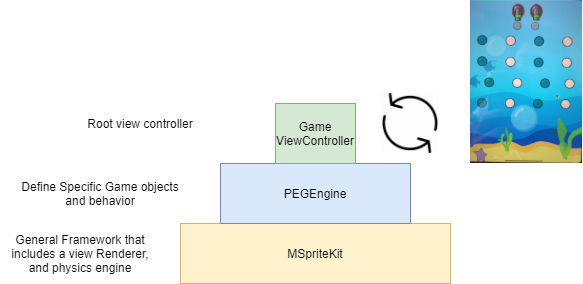 Root view controller
Game
ViewController
Define Specific Game objects
and behavior
PEGEngine
General Framework that
includes a view Renderer,
and physics engine
MSpriteKit